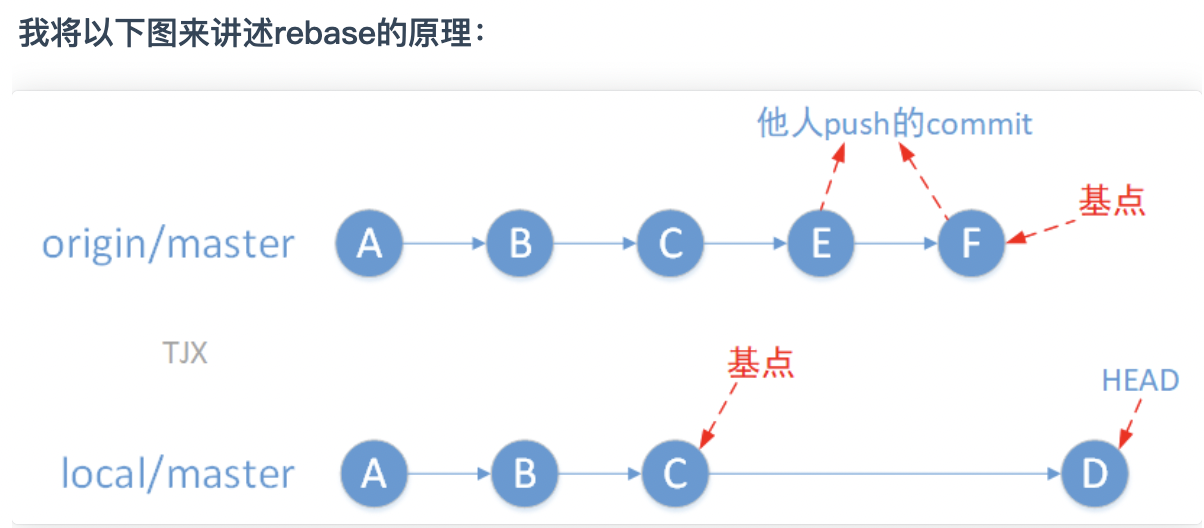 我将以下图来讲述rebase的原理：
他人push的commit
基点
origin/master A B C E F
TJX
基点
HEAD
local/master A B C D